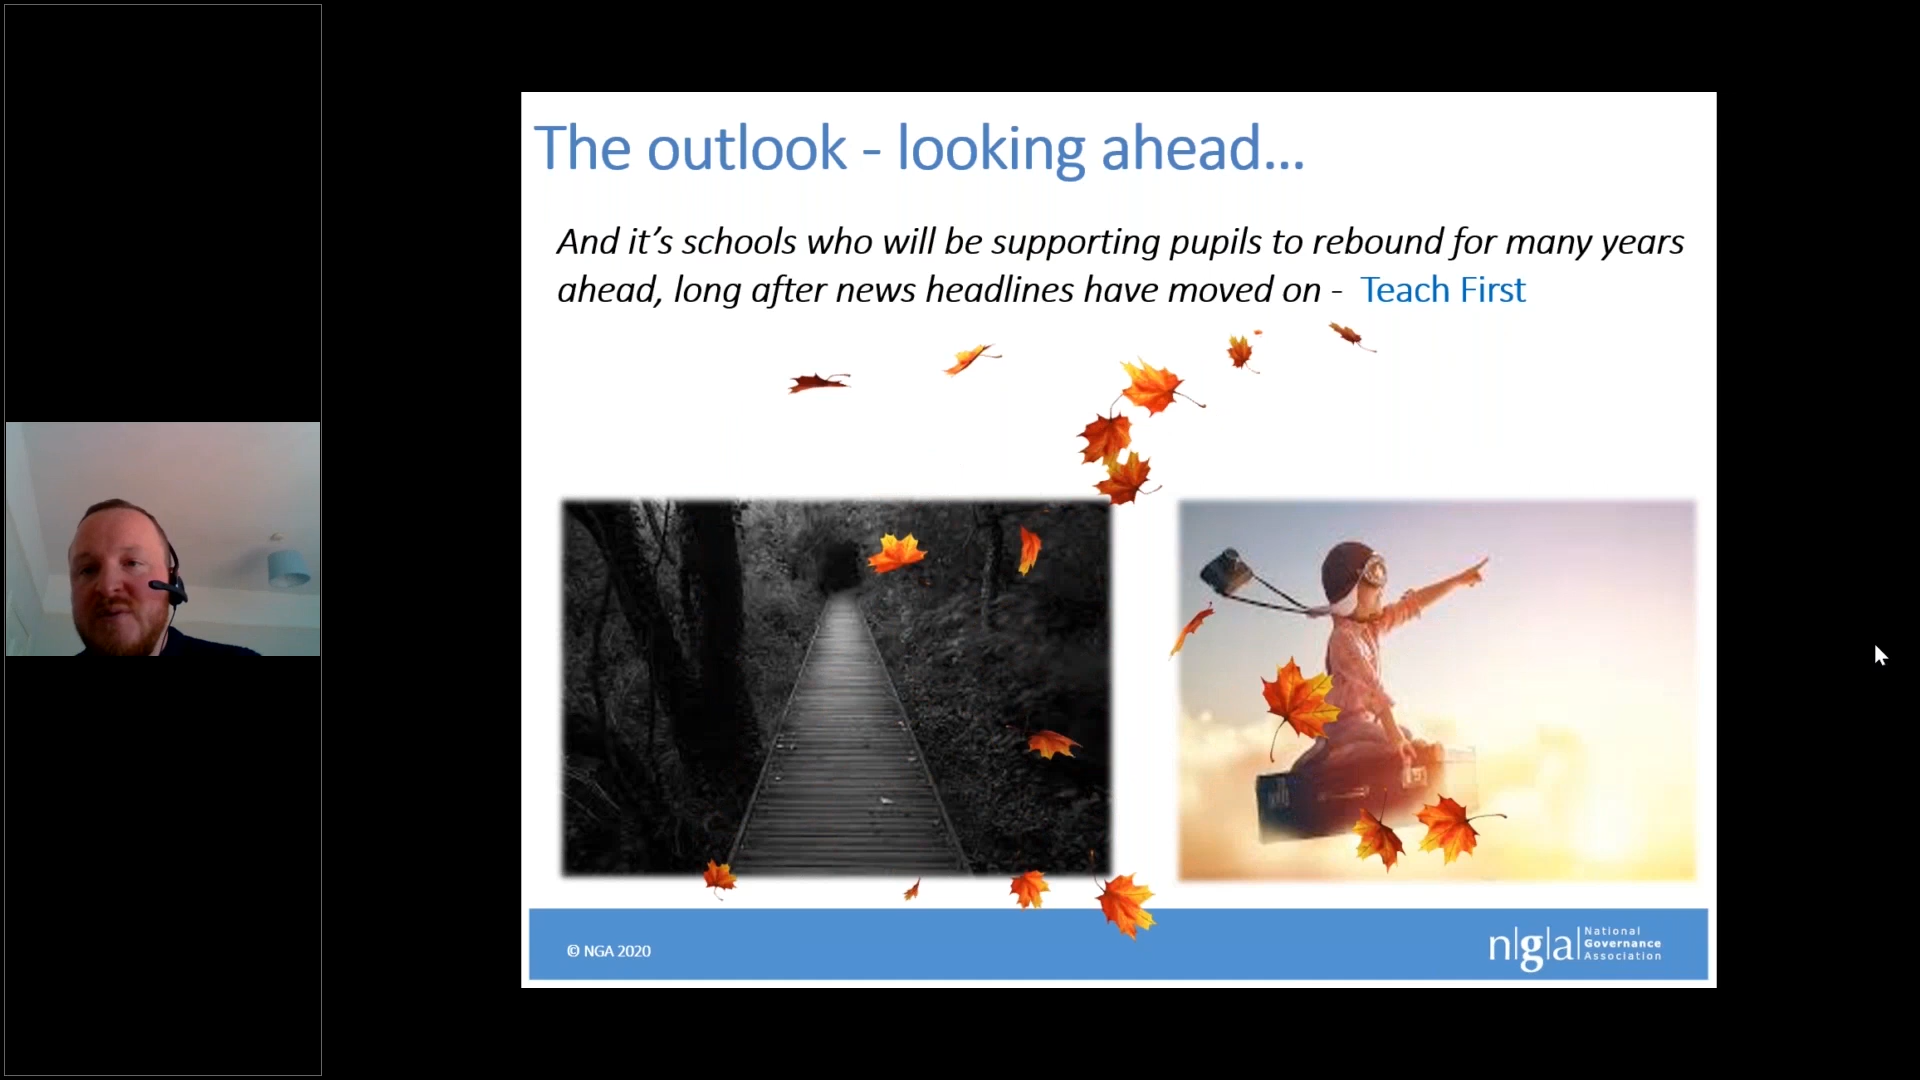 The outlook - looking ahead...
And it's schools who will be supporting pupils to rebound for many years
ahead, long after news headlines have moved on - Teach First
© NGA 2020
n|g|a| National
Governance
Association